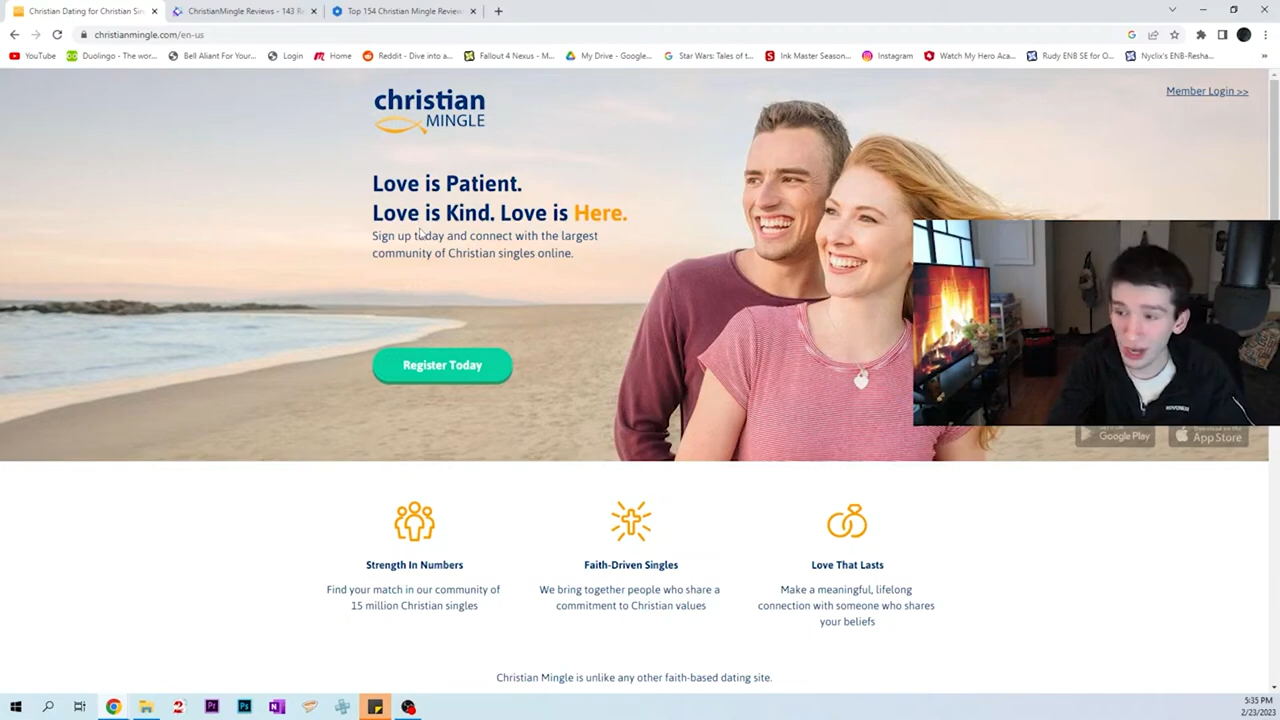 Christian Dating for Christian Sin
ChristianMingle Reviews - 143 R
Top 154 Christian Mingle Review
christianmingle.com/en-us
YouTube
Duolingo - The wor...
Bell Aliant For Your...
Login
Home
Reddit - Dive into a...
Fallout 4 Nexus - M...
My Drive - Google...
Star Wars: Tales of t...
Ink Master Season...
Instagram
Watch My Hero Aca...
Rudy ENB SE for O...
Nyclix's ENB-Resha...
Member Login >>
christian
MINGLE
Love is Patient.
Love is Kind. Love is Here.
Sign up today and connect with the largest
community of Christian singles online.
Register Today
Google Play
App Store
Strength In Numbers
Find your match in our community of
15 million Christian singles
Faith-Driven Singles
We bring together people who share a
commitment to Christian values
Love That Lasts
Make a meaningful, lifelong
connection with someone who shares
your beliefs
Christian Mingle is unlike any other faith-based dating site.
5:35 PM
2/23/2023